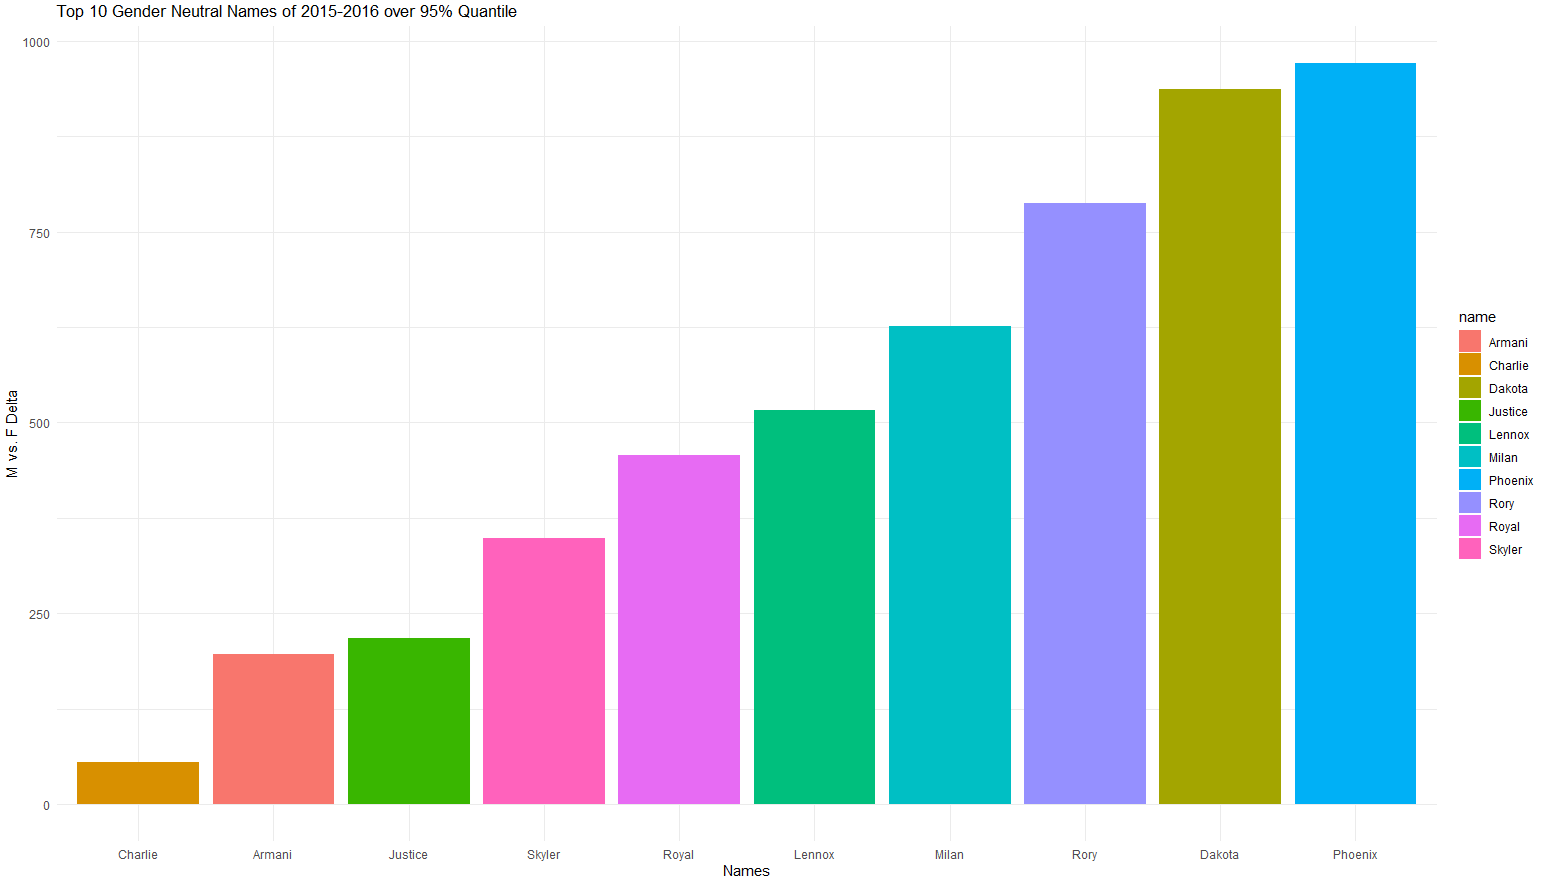 Top 10 Gender Neutral Names of 2015-2016 over 95% Quantile
M vs. F Delta
1000
750
500
250
0
Charlie Armani Justice Skyler Royal Lennox Milan Rory Dakota Phoenix
Names
name
Armani
Charlie
Dakota
Justice
Lennox
Milan
Phoenix
Rory
Royal
Skyler